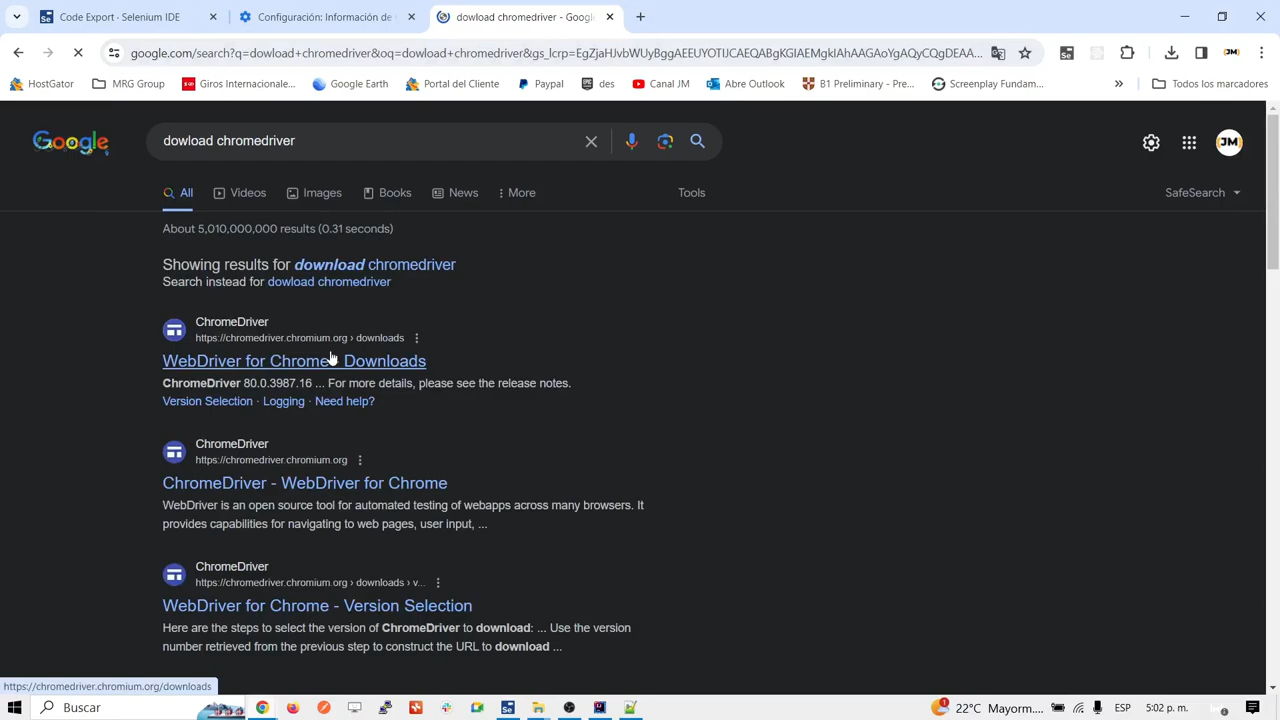 Code Export · Selenium IDE
Configuración: Información de
dowload chromedriver - Googl
google.com/search?q=dowload+chromedriver&oq=dowload+chromedriver&gs_lcrp=EgZjaHJvbWUyBggAEEUYOTIJCAEQABgKGIAEMgkIAhAAGAoYgAQyCQgDEAA...
HostGator
MRG Group
Giros Internacionale...
Google Earth
Portal del Cliente
Paypal
des
Canal JM
Abre Outlook
B1 Preliminary - Pre...
Screenplay Fundam...
»
Todos los marcadores
Google
dowload chromedriver
JM
All
Videos
Images
Books
News
More
Tools
SafeSearch
About 5,010,000,000 results (0.31 seconds)
Showing results for download chromedriver
Search instead for dowload chromedriver
ChromeDriver
https://chromedriver.chromium.org › downloads
WebDriver for Chrome - Downloads
ChromeDriver 80.0.3987.16 ... For more details, please see the release notes.
Version Selection · Logging · Need help?
ChromeDriver
https://chromedriver.chromium.org
ChromeDriver - WebDriver for Chrome
WebDriver is an open source tool for automated testing of webapps across many browsers. It
provides capabilities for navigating to web pages, user input, ...
ChromeDriver
https://chromedriver.chromium.org › downloads › v...
WebDriver for Chrome - Version Selection
Here are the steps to select the version of ChromeDriver to download: ... Use the version
number retrieved from the previous step to construct the URL to download ...
https://chromedriver.chromium.org/downloads
Buscar
22°C Mayorm....
ESP
5:02 p. m.